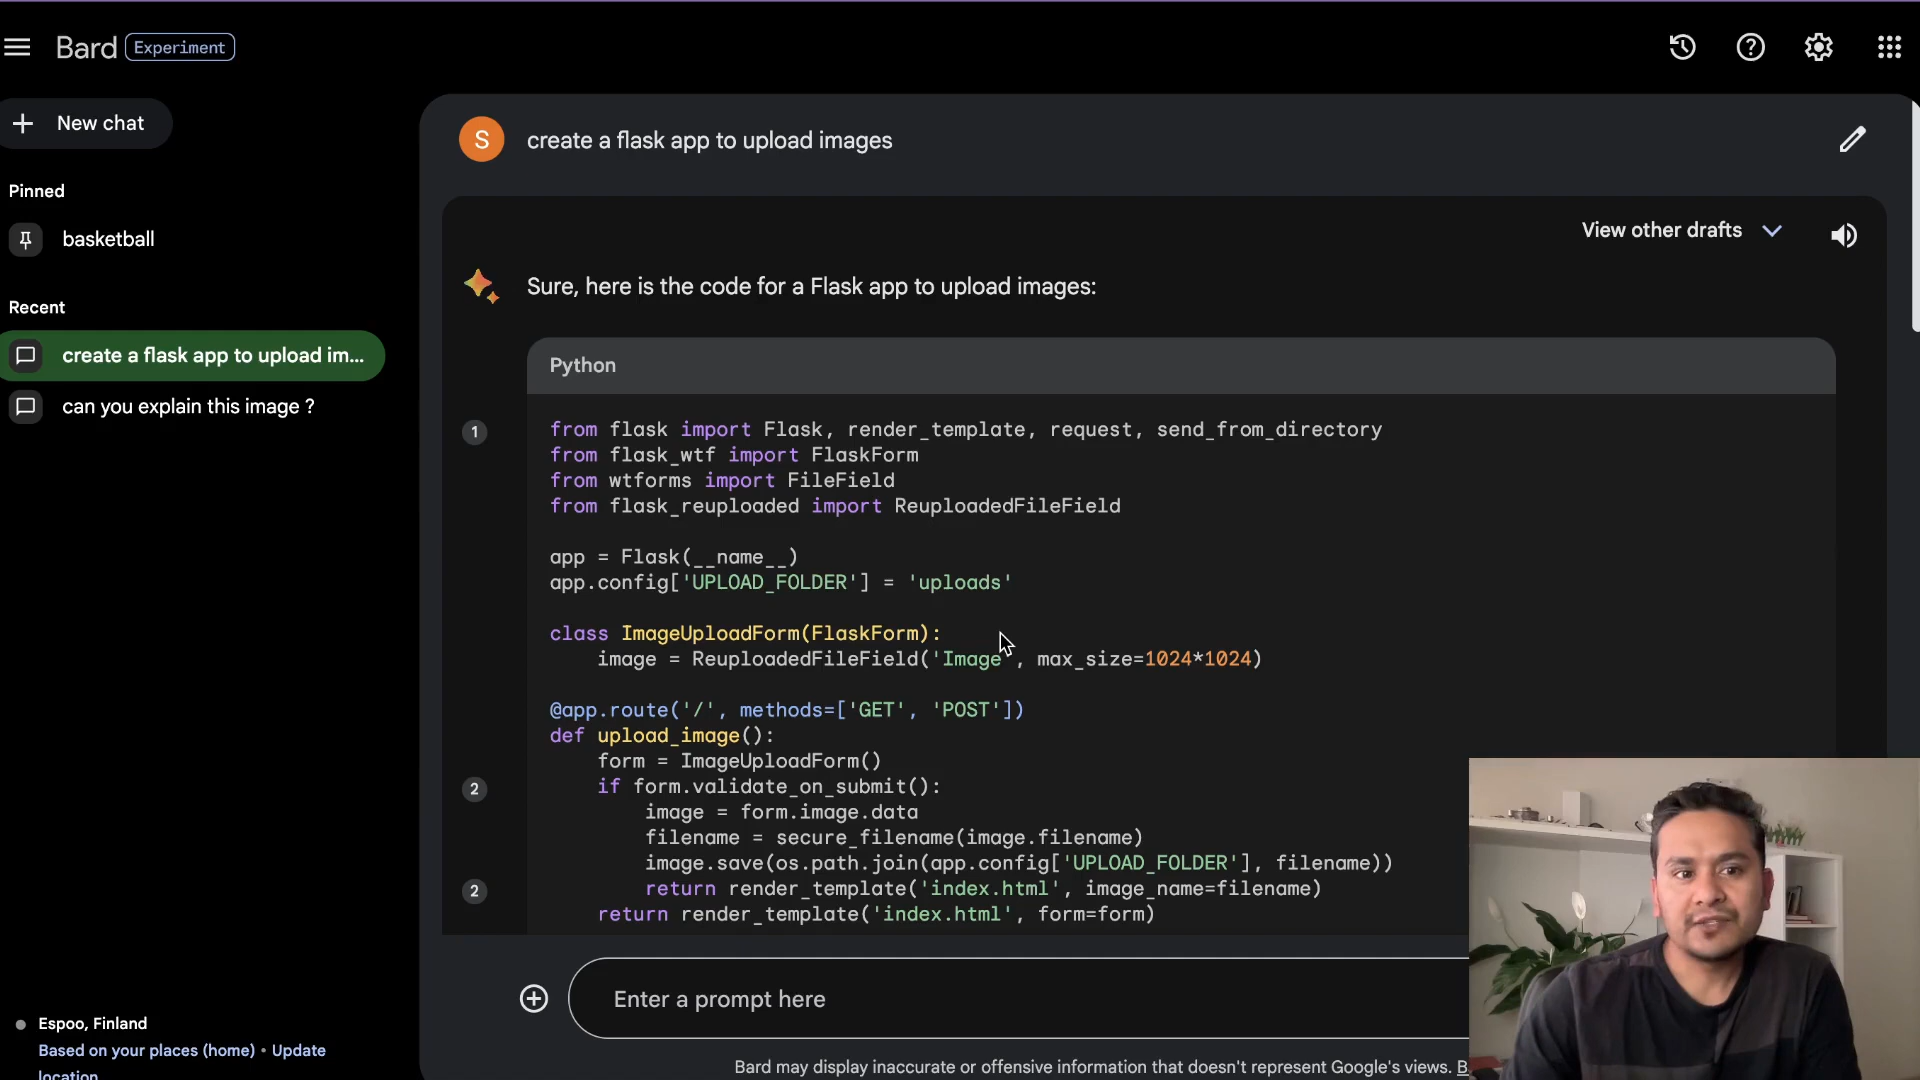 Bard Experiment
New chat
Pinned
basketball
Recent
create a flask app to upload im...
can you explain this image ?
Espoo, Finland
Based on your places (home) • Update
location
S create a flask app to upload images
View other drafts
Sure, here is the code for a Flask app to upload images:
Python
1 from flask import Flask, render_template, request, send_from_directory
from flask_wtf import FlaskForm
from wtforms import FileField
from flask_reuploaded import ReuploadedFileField
app = Flask(__name__)
app.config['UPLOAD_FOLDER'] = 'uploads'
class ImageUploadForm(FlaskForm):
image = ReuploadedFileField('Image', max_size=1024*1024)
@app.route('/', methods=['GET', 'POST'])
def upload_image():
form = ImageUploadForm()
2 if form.validate_on_submit():
image = form.image.data
filename = secure_filename(image.filename)
image.save(os.path.join(app.config['UPLOAD_FOLDER'], filename))
2 return render_template('index.html', image_name=filename)
return render_template('index.html', form=form)
Enter a prompt here
Bard may display inaccurate or offensive information that doesn't represent Google's views. B